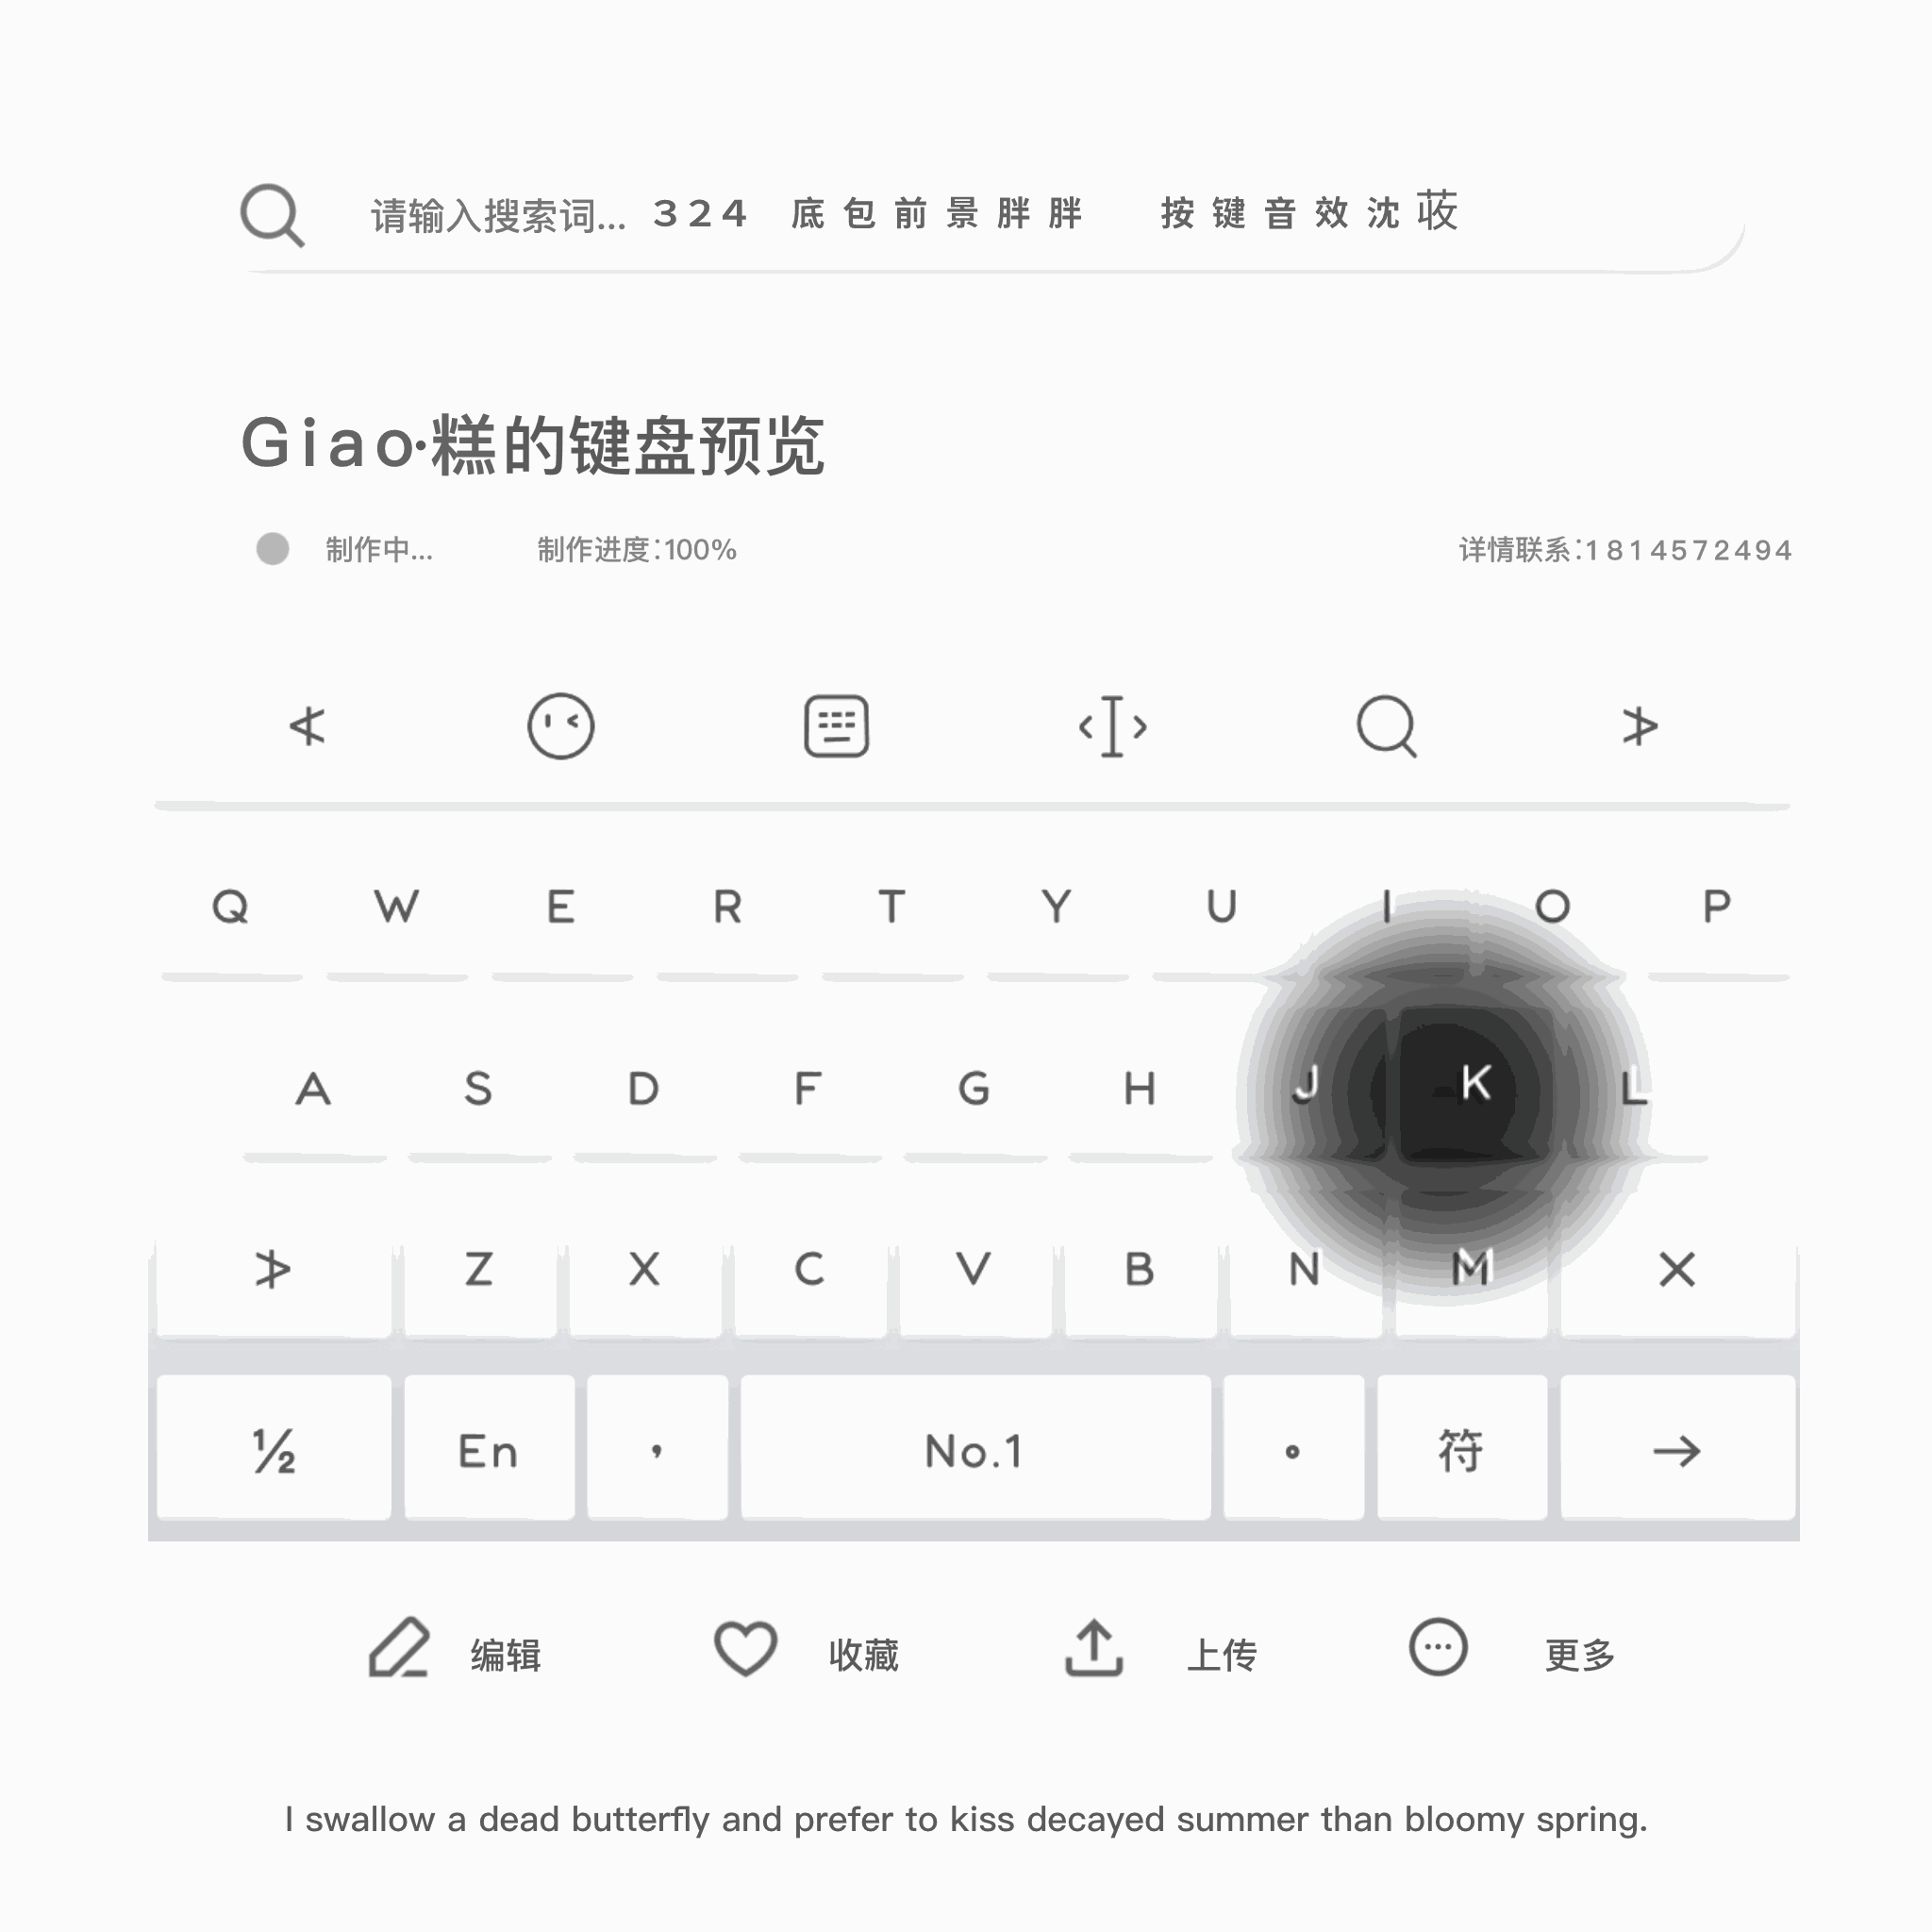 请输入搜索词... 324 底包前景胖胖 按键音效沈荍
Giao·糕的键盘预览
制作中... 制作进度:100% 详情联系:1814572494
Q W E R T Y U I O P
A S D F G H J K L
Z X C V B N M
½ En , No.1 。 符
编辑 收藏 上传 更多
I swallow a dead butterfly and prefer to kiss decayed summer than bloomy spring.